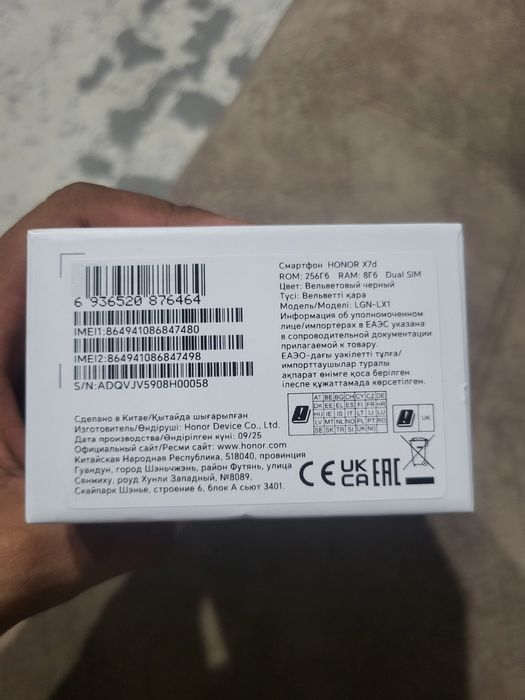 6 936520 876464
IMEI1:864941086847480
IMEI2:864941086847498
S/N:ADQVJV5908H00058
Смартфон HONOR X7d
ROM: 256Гб RAM: 8Гб Dual SIM
Цвет: Вельветовый черный
Түсі: Вельветті қара
Модель/Моделі: LGN-LX1
Информация об уполномоченном
лице/импортерах в ЕАЭС указана
в сопроводительной документации
прилагаемой к товару.
ЕАЭО-дағы уәкілетті тұлға/
импорттаушылар туралы
ақпарат өнімге қоса берілген
ілеспе құжаттамада көрсетілген.
AT BE BG CH CY CZ DE
DK EE EL ES FI FR HR
HU IE IS IT LT LI LU
LV MT NL NO PL PT RO
SE SK TR SI UK(NI)
UK
Сделано в Китае/Қытайда шығарылған
Изготовитель/Өндіруші: Honor Device Co., Ltd.
Дата производства/Өндірілген күні: 09/25
Официальный сайт/Ресми сайт: www.honor.com
Китайская Народная Республика, 518040, провинция
Гуандун, город Шэньчжэнь, район Футянь, улица
Сянмиху, роуд Хунли Западный, №8089,
Скайпарк Шэнье, строение 6, блок А сьют 3401.
CE UK CA EAC